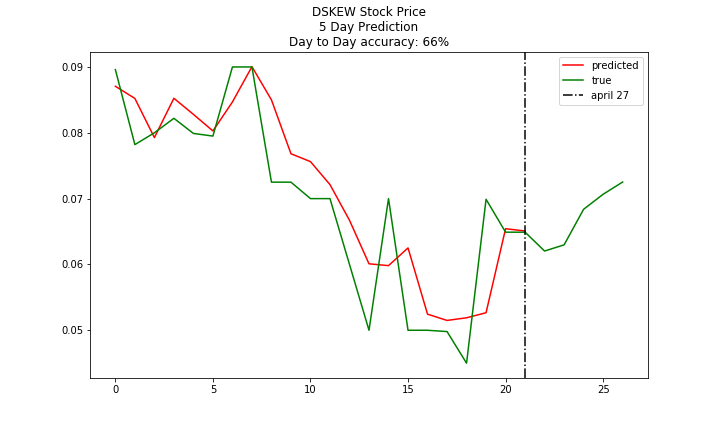 DSKEW Stock Price
5 Day Prediction
Day to Day accuracy: 66%
predicted
true
april 27
0.09
0.08
0.07
0.06
0.05
0 5 10 15 20 25